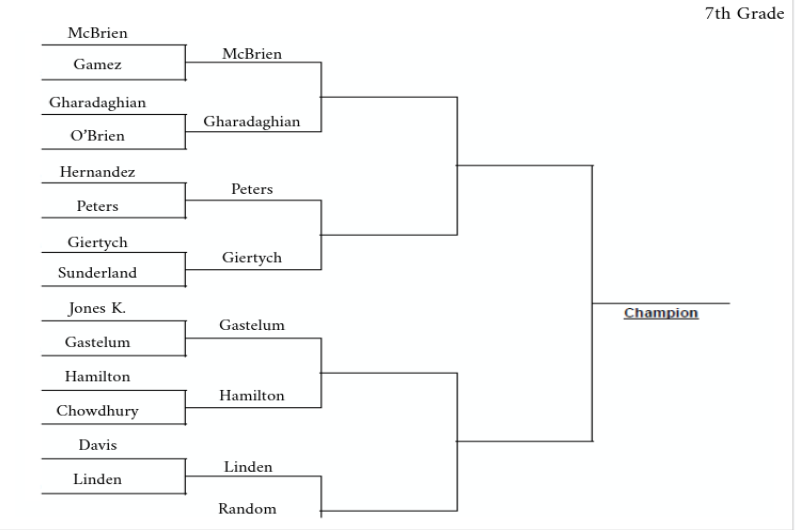 7th Grade
McBrien
Gamez
Gharadaghian
O'Brien
Hernandez
Peters
Giertych
Sunderland
Jones K.
Gastelum
Hamilton
Chowdhury
Davis
Linden
McBrien
Gharadaghian
Peters
Giertych
Gastelum
Hamilton
Linden
Random
Champion